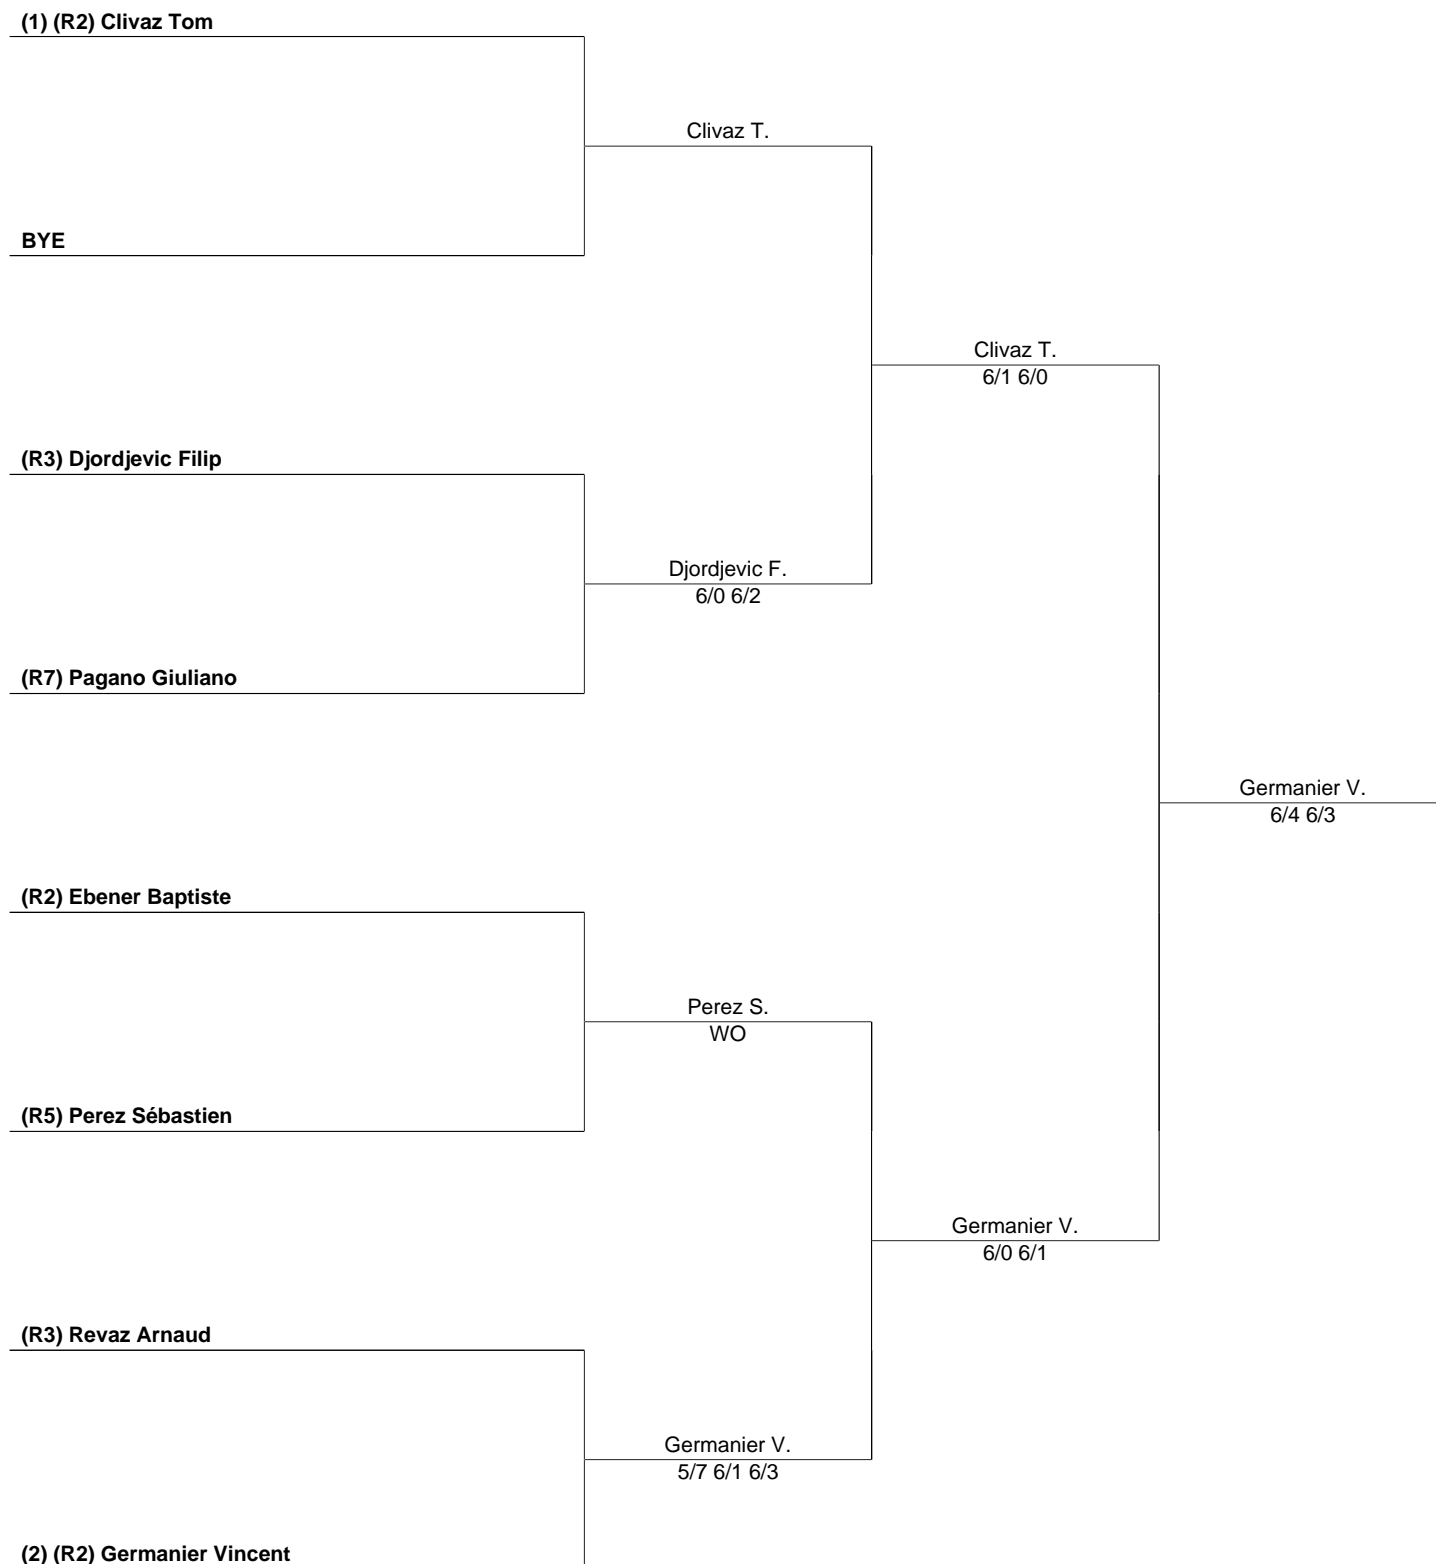 (1) (R2) Clivaz Tom
Clivaz T.
BYE
Clivaz T.
6/1 6/0
(R3) Djordjevic Filip
Djordjevic F.
6/0 6/2
(R7) Pagano Giuliano
Germanier V.
6/4 6/3
(R2) Ebener Baptiste
Perez S.
WO
(R5) Perez Sébastien
Germanier V.
6/0 6/1
(R3) Revaz Arnaud
Germanier V.
5/7 6/1 6/3
(2) (R2) Germanier Vincent